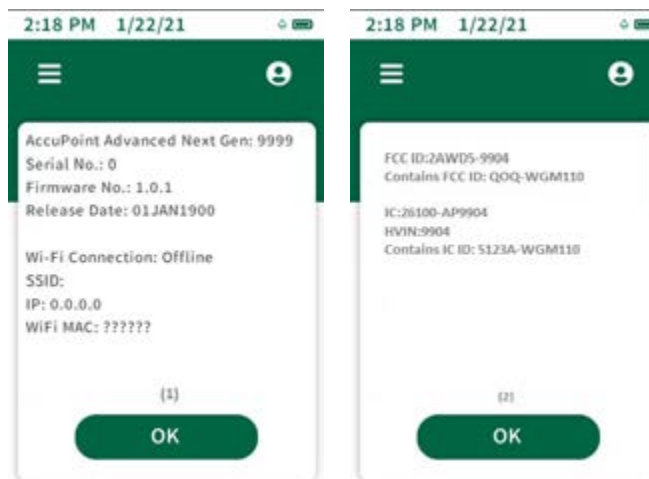 2:18 PM 1/22/21
AccuPoint Advanced Next Gen: 9999
Serial No.: 0
Firmware No.: 1.0.1
Release Date: 01JAN1900
Wi-Fi Connection: Offline
SSID:
IP: 0.0.0.0
WiFi MAC: ??????
(1)
OK
2:18 PM 1/22/21
FCC ID:2AWD5-9904
Contains FCC ID: QOQ-WGM110
IC:26100-AP9904
HVIN:9904
Contains IC ID: 5123A-WGM110
(2)
OK